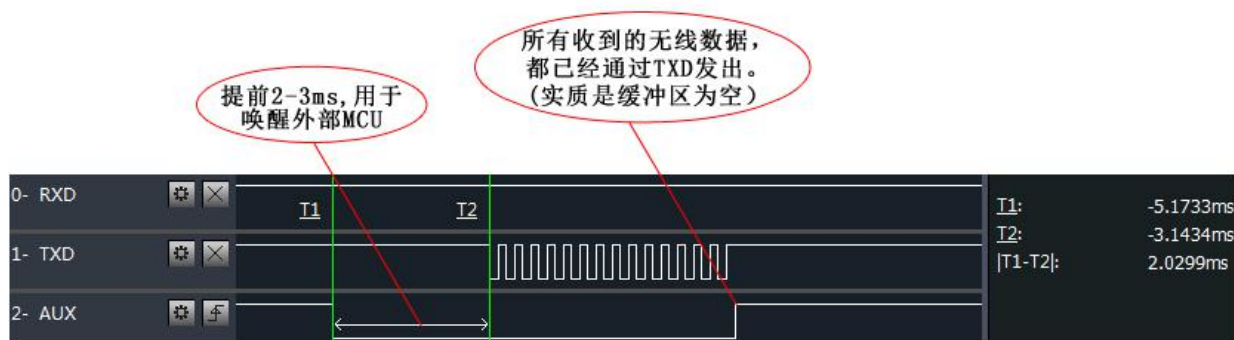 所有收到的无线数据，
都已经通过TXD发出。
(实质是缓冲区为空)
提前2-3ms,用于
唤醒外部MCU
0- RXD
T1
T2
T1: -5.1733ms
T2: -3.1434ms
|T1-T2|: 2.0299ms
1- TXD
2- AUX